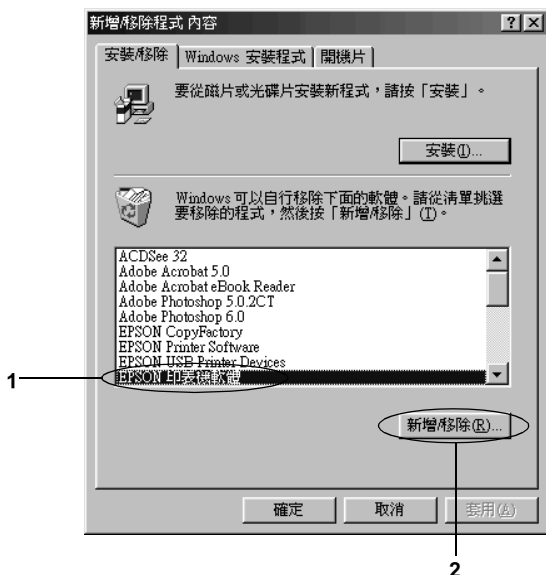 新增/移除程式 內容
安裝/移除
Windows 安裝程式
開機片
要從磁片或光碟片安裝新程式，請按「安裝」。
安裝(I)...
Windows 可以自行移除下面的軟體。請從清單挑選
要移除的程式，然後按「新增/移除」(T)。
ACDSee 32
Adobe Acrobat 5.0
Adobe Acrobat eBook Reader
Adobe Photoshop 5.0.2CT
Adobe Photoshop 6.0
EPSON CopyFactory
EPSON Printer Software
EPSON USB Printer Devices
EPSON 印表機軟體
1
新增/移除(R)...
確定
取消
套用(A)
2